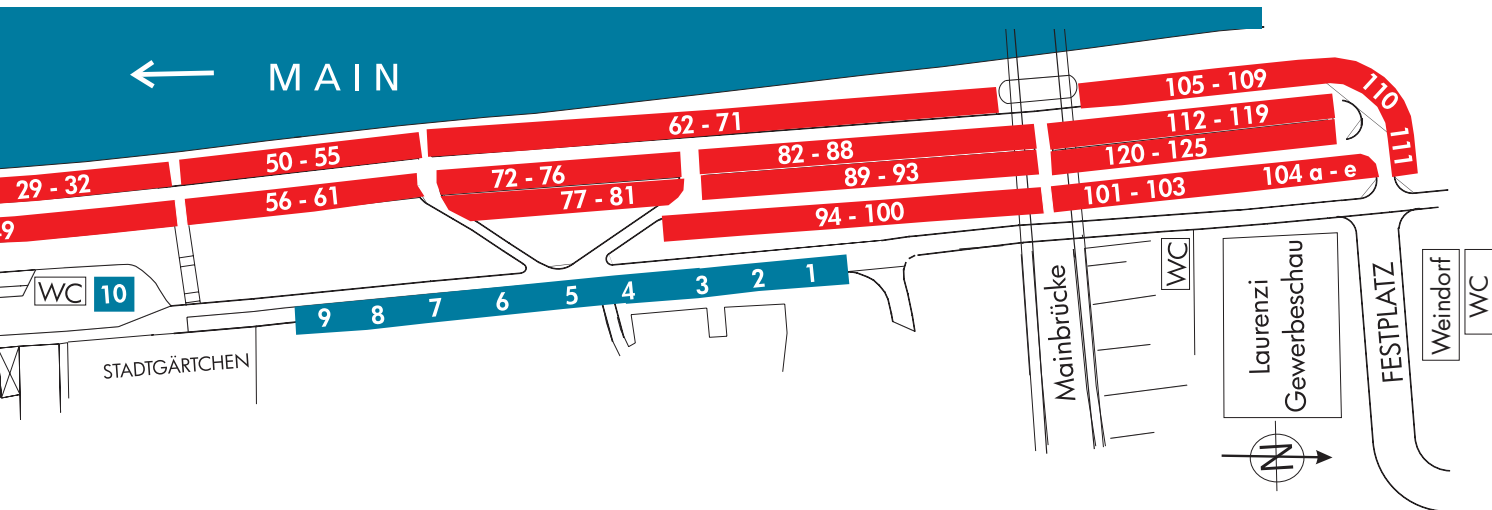 MAIN
105 - 109
110
62 - 71
112 - 119
111
50 - 55
82 - 88
120 - 125
29 - 32
72 - 76
89 - 93
104 a - e
56 - 61
77 - 81
101 - 103
94 - 100
49
WC 10
9 8 7 6 5 4 3 2 1
STADTGÄRTCHEN
Mainbrücke
WC
Laurenzi
Gewerbeschau
FESTPLATZ
Weindorf
WC
N